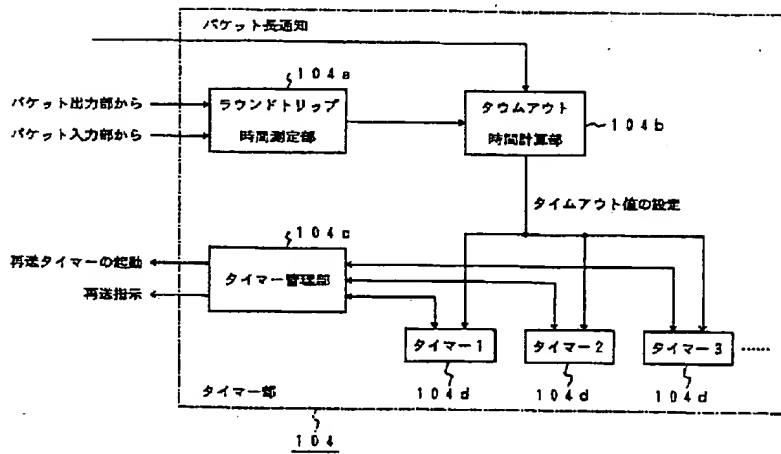 パケット長通知
104a
パケット出力部から
パケット入力部から
ラウンドトリップ
時間測定部
タウムアウト
時間計算部
104b
タイムアウト値の設定
104c
再送タイマーの起動
再送指示
タイマー管理部
タイマー1
タイマー2
タイマー3
……
104d
104d
104d
タイマー部
104